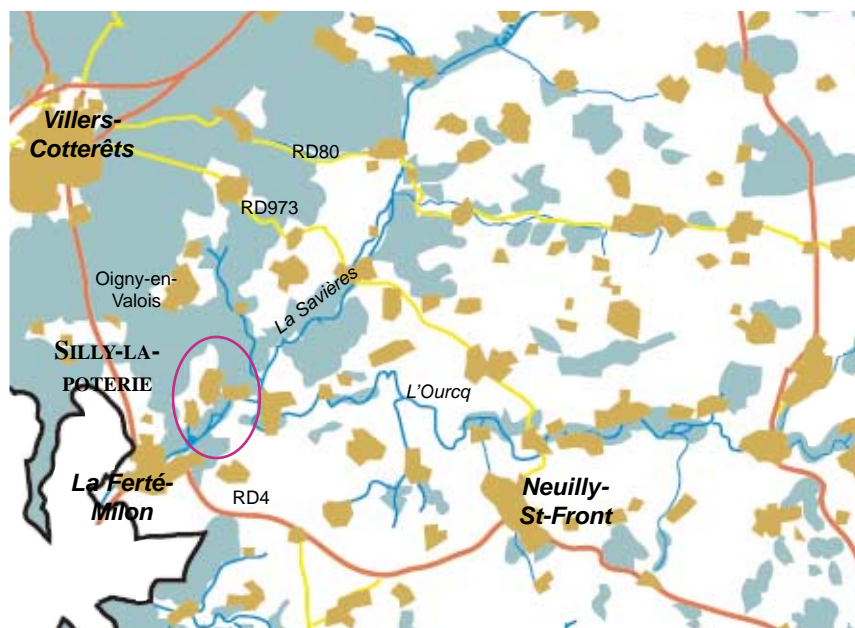 Villers-
Cotterêts
RD80
RD973
Oigny-en-
Valois
La Savières
SILLY-LA-
POTERIE
L'Ourcq
La Ferté-
Milon
RD4
Neuilly-
St-Front